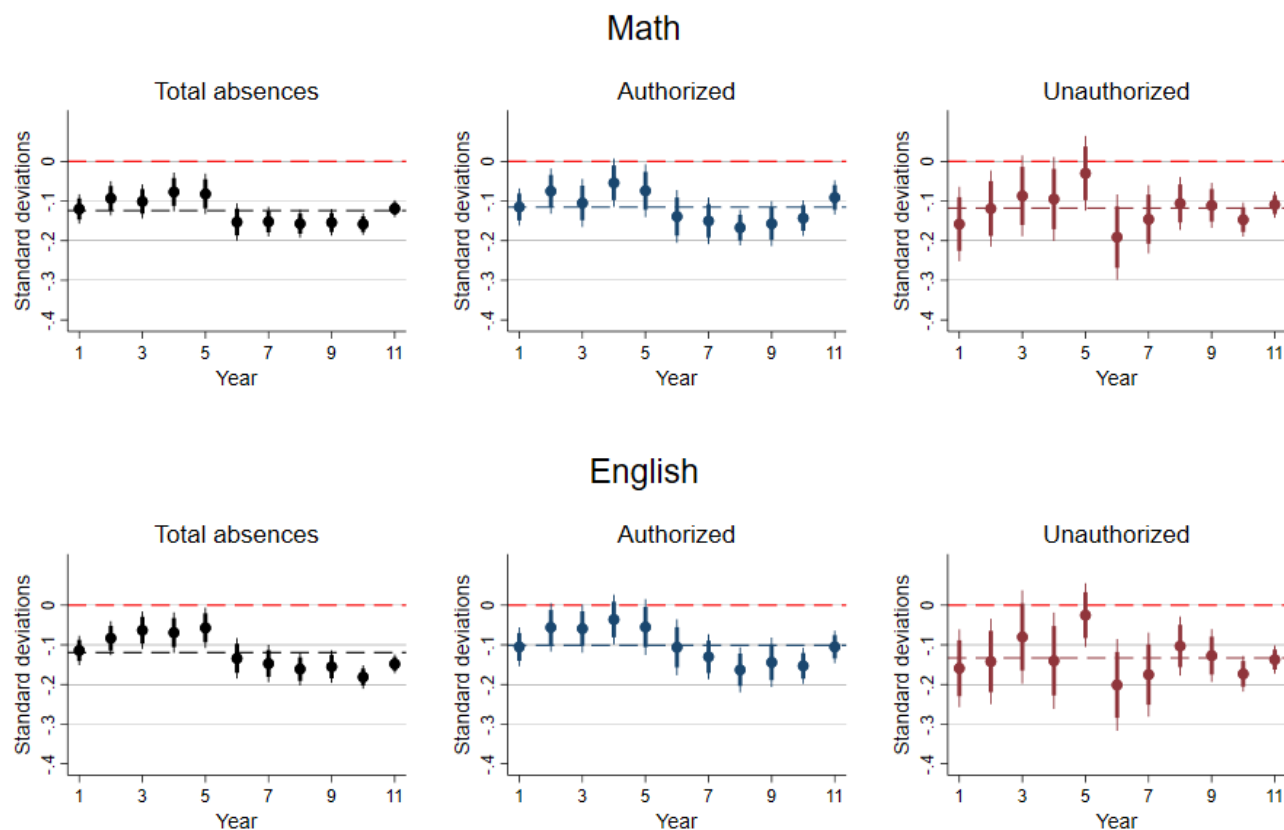 Math
Total absences
Authorized
Unauthorized
Standard deviations
0
-.1
-.2
-.3
-.4
1 3 5 7 9 11
Year
Standard deviations
0
-.1
-.2
-.3
-.4
1 3 5 7 9 11
Year
Standard deviations
0
-.1
-.2
-.3
-.4
1 3 5 7 9 11
Year
English
Total absences
Authorized
Unauthorized
Standard deviations
0
-.1
-.2
-.3
-.4
1 3 5 7 9 11
Year
Standard deviations
0
-.1
-.2
-.3
-.4
1 3 5 7 9 11
Year
Standard deviations
0
-.1
-.2
-.3
-.4
1 3 5 7 9 11
Year